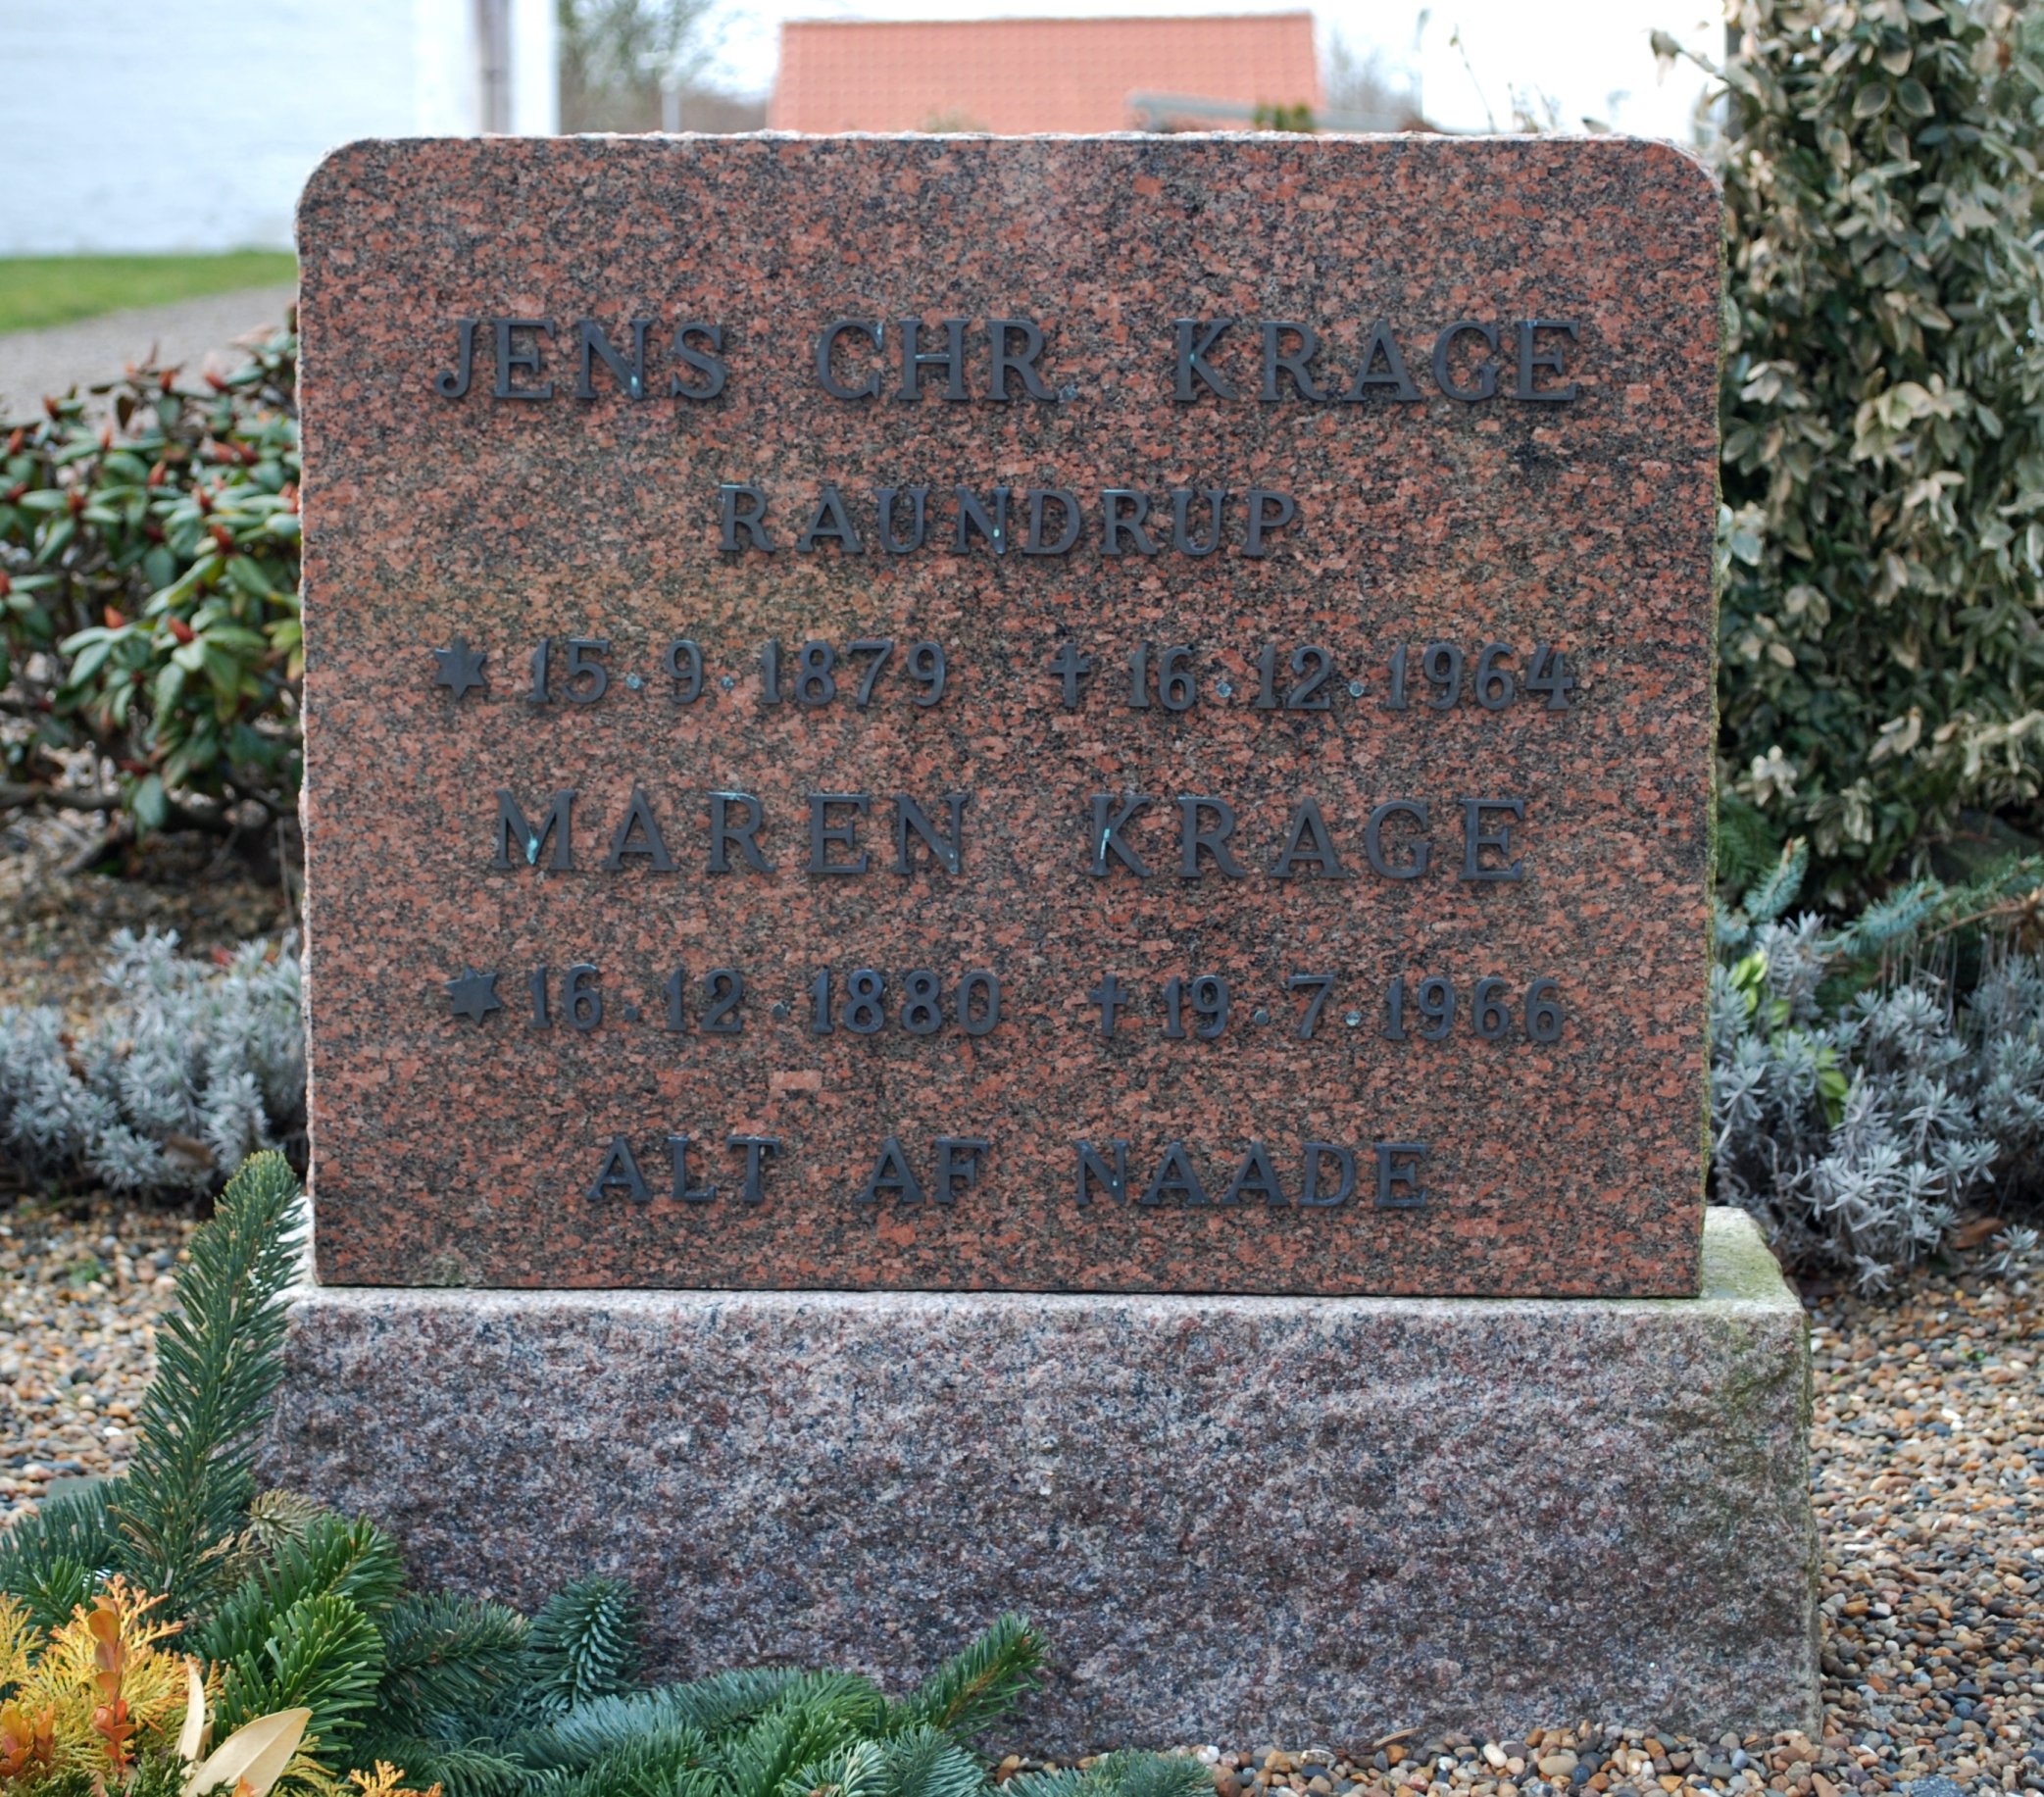 JENS CHR. KRAGE
RAUNDRUP
★ 15·9·1879 † 16·12·1964
MAREN KRAGE
★ 16·12·1880 † 19·7·1966
ALT AF NAADE